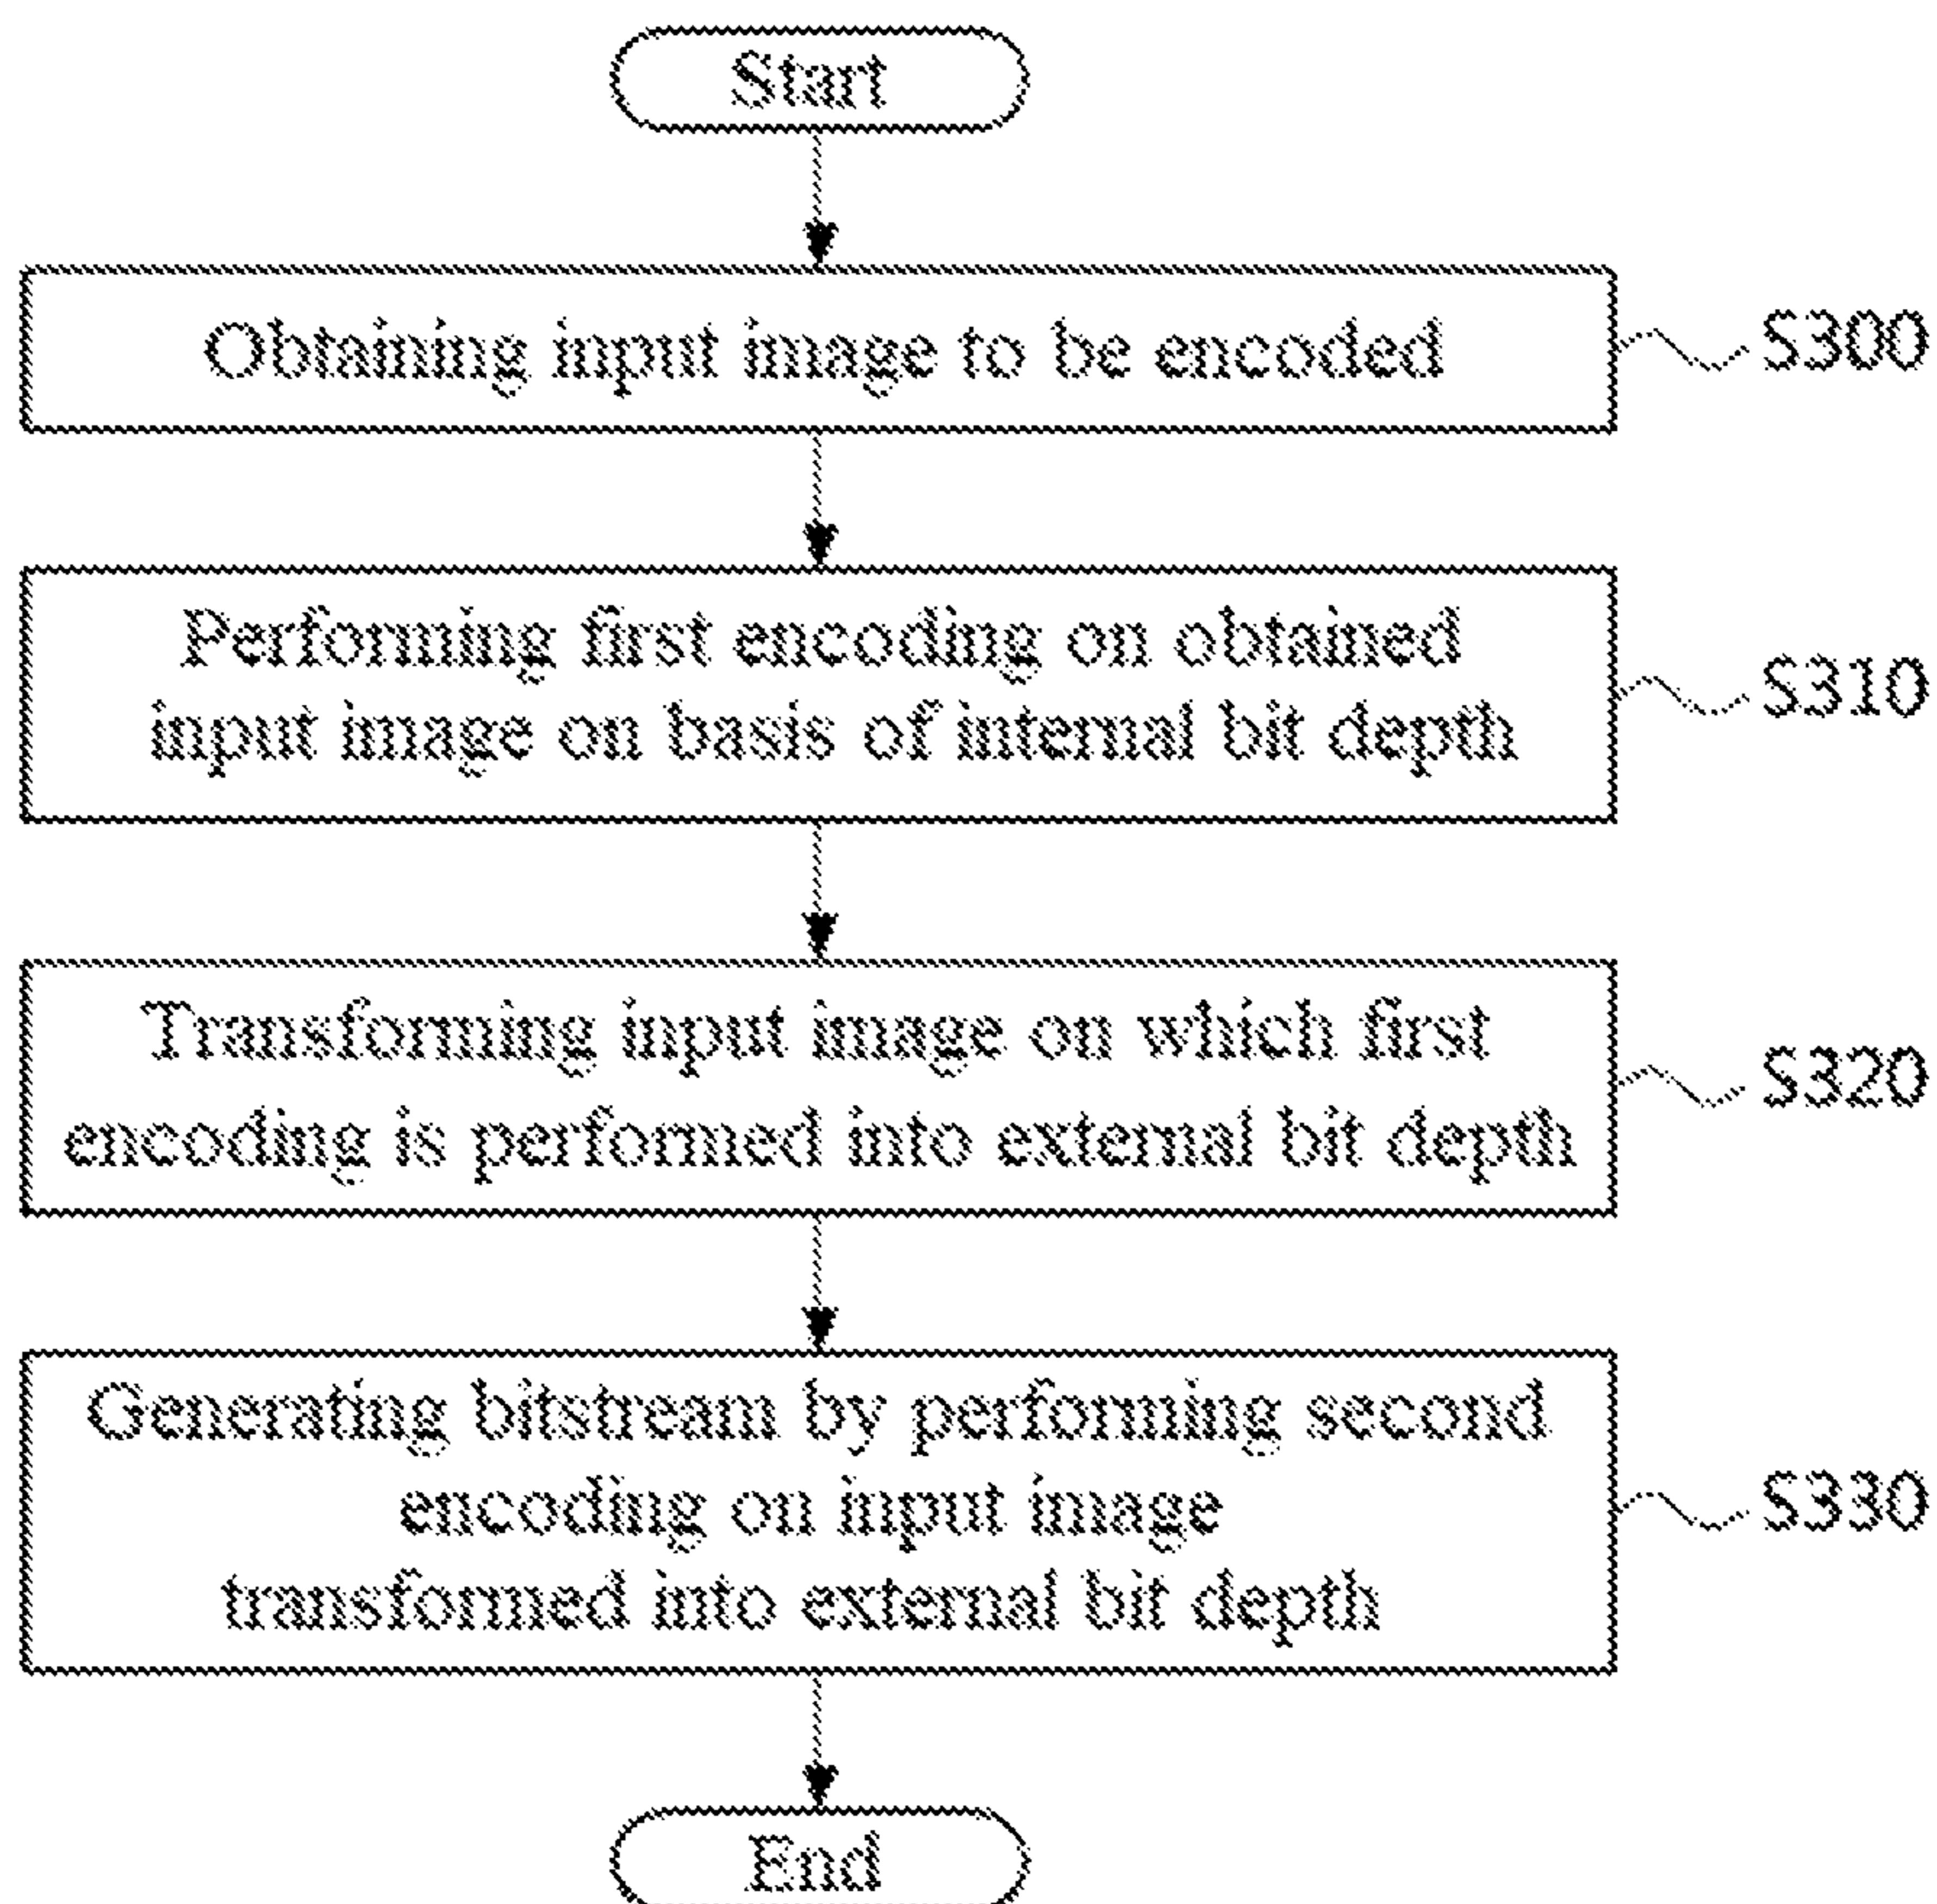 Start
Obtaining input image to be encoded
S300
Performing first encoding on obtained
input image on basis of internal bit depth
S310
Transforming input image on which first
encoding is performed into external bit depth
S320
Generating bitstream by performing second
encoding on input image
transformed into external bit depth
S330
End